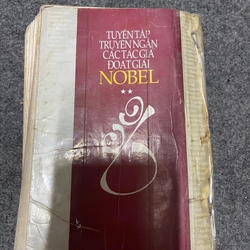 TUYỂN TẬP
TRUYỆN NGẮN
CÁC TÁC GIẢ
ĐOẠT GIẢI
NOBEL